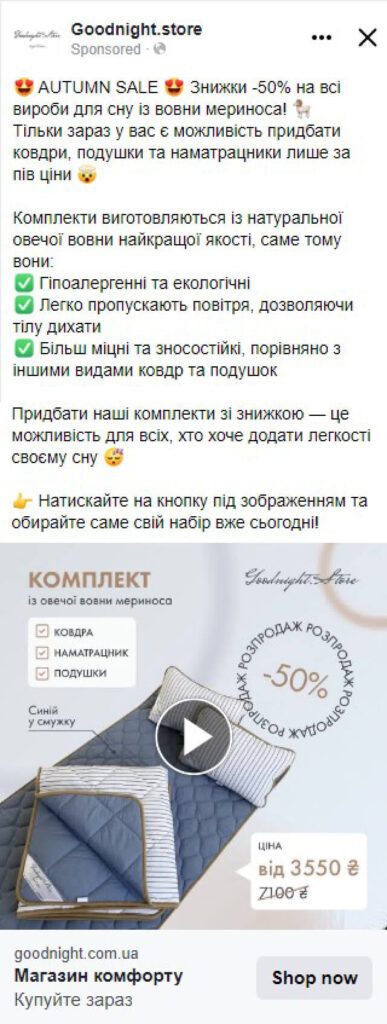 Goodnight.store
Sponsored ·
😍 AUTUMN SALE 😍 Знижки -50% на всі
вироби для сну із вовни мериноса! 🐏
Тільки зараз у вас є можливість придбати
ковдри, подушки та наматрацники лише за
пів ціни 🤯
Комплекти виготовляються із натуральної
овечої вовни найкращої якості, саме тому
вони:
✅ Гіпоалергенні та екологічні
✅ Легко пропускають повітря, дозволяючи
тілу дихати
✅ Більш міцні та зносостійкі, порівняно з
іншими видами ковдр та подушок
Придбати наші комплекти зі знижкою — це
можливість для всіх, хто хоче додати легкості
своєму сну 😴
👉 Натискайте на кнопку під зображенням та
обирайте саме свій набір вже сьогодні!
КОМПЛЕКТ
із овечої вовни мериноса
Goodnight.Store
КОВДРА
НАМАТРАЦНИК
ПОДУШКИ
РОЗПРОДАЖ РОЗПРОДАЖ РОЗПРОДАЖ РОЗПРОДАЖ
-50%
Синій
у смужку
ЦІНА
від 3550 ₴
7100 ₴
goodnight.com.ua
Магазин комфорту
Купуйте зараз
Shop now